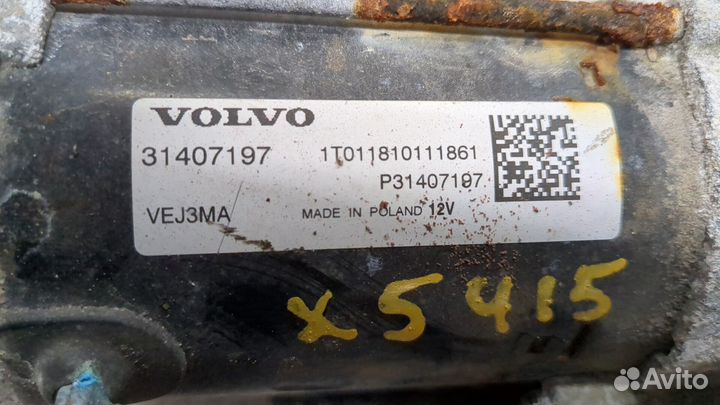 VOLVO
31407197 1T011810111861
P31407197
VEJ3MA MADE IN POLAND 12V
X5415
Avito